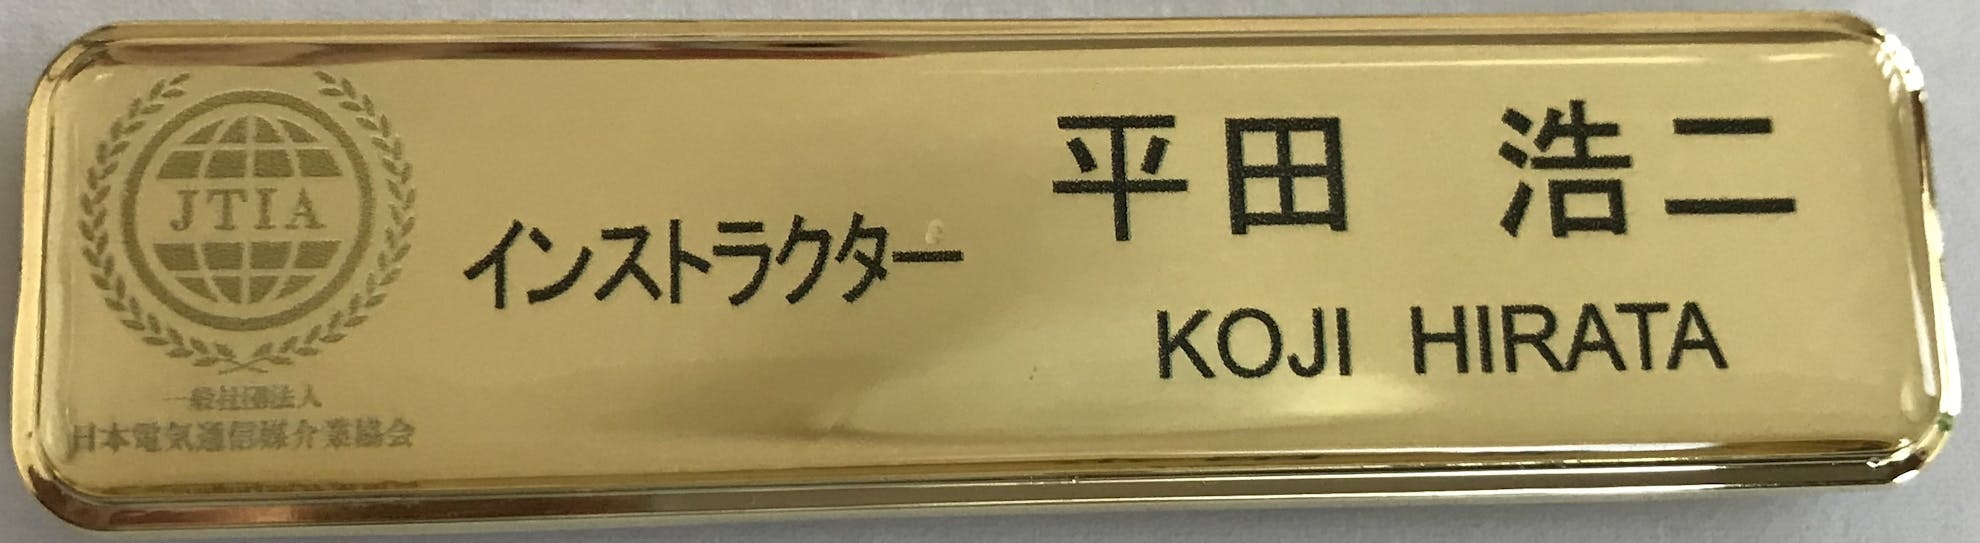 JTIA
一般社団法人
日本電気通信媒介業協会
インストラクター
平田 浩二
KOJI HIRATA